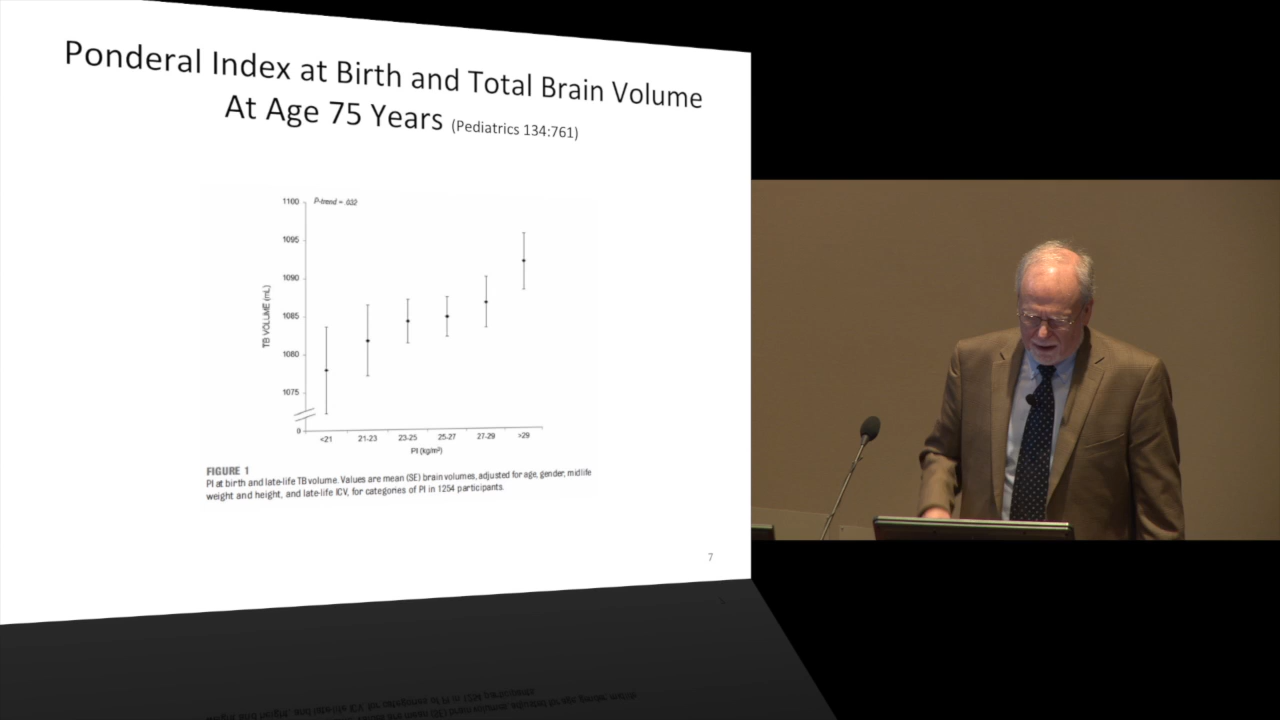 Ponderal Index at Birth and Total Brain Volume
At Age 75 Years (Pediatrics 134:761)
P-trend = .032
1100
1095
1090
1085
1080
1075
0
TB VOLUME (mL)
<21 21-23 23-25 25-27 27-29 >29
PI (kg/m³)
FIGURE 1
PI at birth and late-life TB volume. Values are mean (SE) brain volumes, adjusted for age, gender, midlife
weight and height, and late-life ICV, for categories of PI in 1254 participants.
7